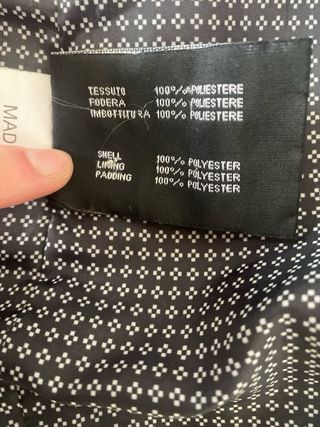 MAD
TESSUTO 100% POLIESTERE
FODERA 100% POLIESTERE
IMBOTTITURA 100% POLIESTERE
SHELL 100% POLYESTER
LINING 100% POLYESTER
PADDING 100% POLYESTER